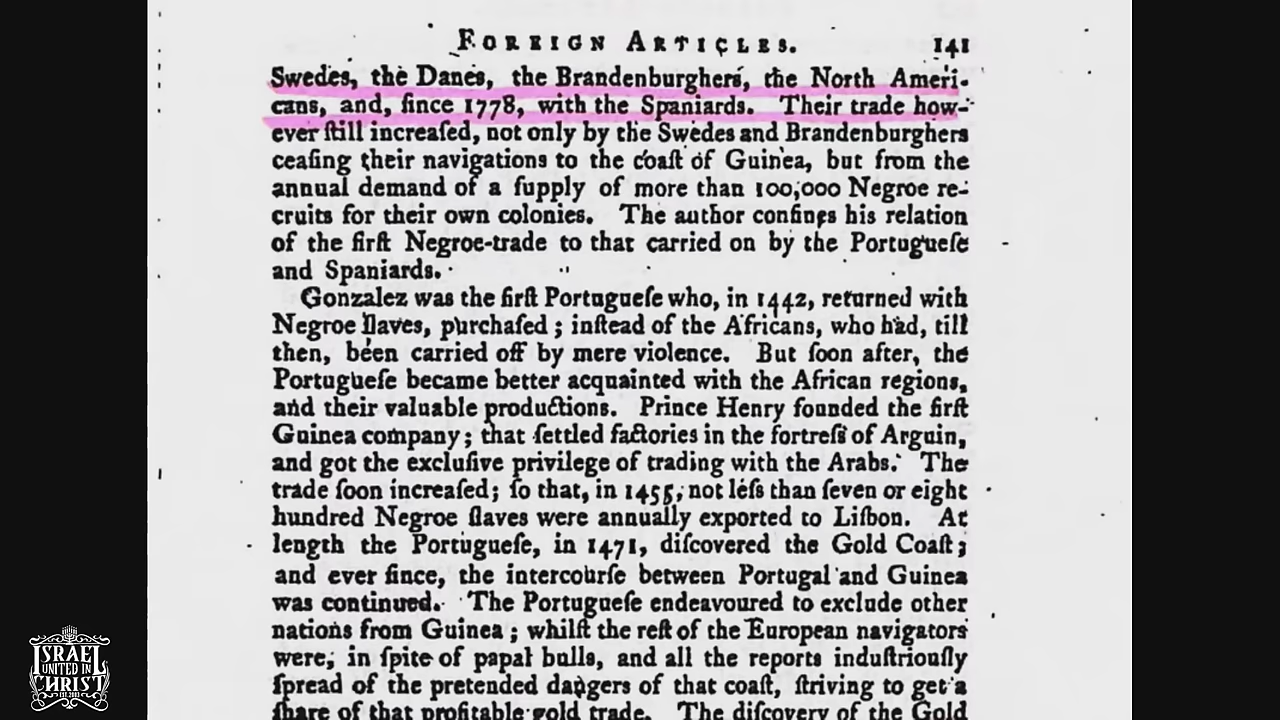 FOREIGN ARTICLES. 141
Swedes, the Danes, the Brandenburghers, the North Ameri-
cans, and, ſince 1778, with the Spaniards. Their trade how-
ever ſtill increaſed, not only by the Swedes and Brandenburghers
ceaſing their navigations to the coaſt of Guinea, but from the
annual demand of a ſupply of more than 100,000 Negroe re-
cruits for their own colonies. The author confines his relation
of the firſt Negroe-trade to that carried on by the Portugueſe
and Spaniards.
Gonzalez was the firſt Portugueſe who, in 1442, returned with
Negroe ſlaves, purchaſed; inſtead of the Africans, who had, till
then, been carried off by mere violence. But ſoon after, the
Portugueſe became better acquainted with the African regions,
and their valuable productions. Prince Henry founded the firſt
Guinea company; that ſettled factories in the fortreſs of Arguin,
and got the excluſive privilege of trading with the Arabs. The
trade ſoon increaſed; ſo that, in 1455, not leſs than ſeven or eight
hundred Negroe ſlaves were annually exported to Liſbon. At
length the Portugueſe, in 1471, diſcovered the Gold Coaſt;
and ever ſince, the intercourſe between Portugal and Guinea
was continued. The Portugueſe endeavoured to exclude other
nations from Guinea; whilſt the reſt of the European navigators
were, in ſpite of papal bulls, and all the reports induſtriouſly
ſpread of the pretended dangers of that coaſt, ſtriving to get a
ſhare of that profitable gold trade. The diſcovery of the Gold
ISRAEL
UNITED IN
CHRIST